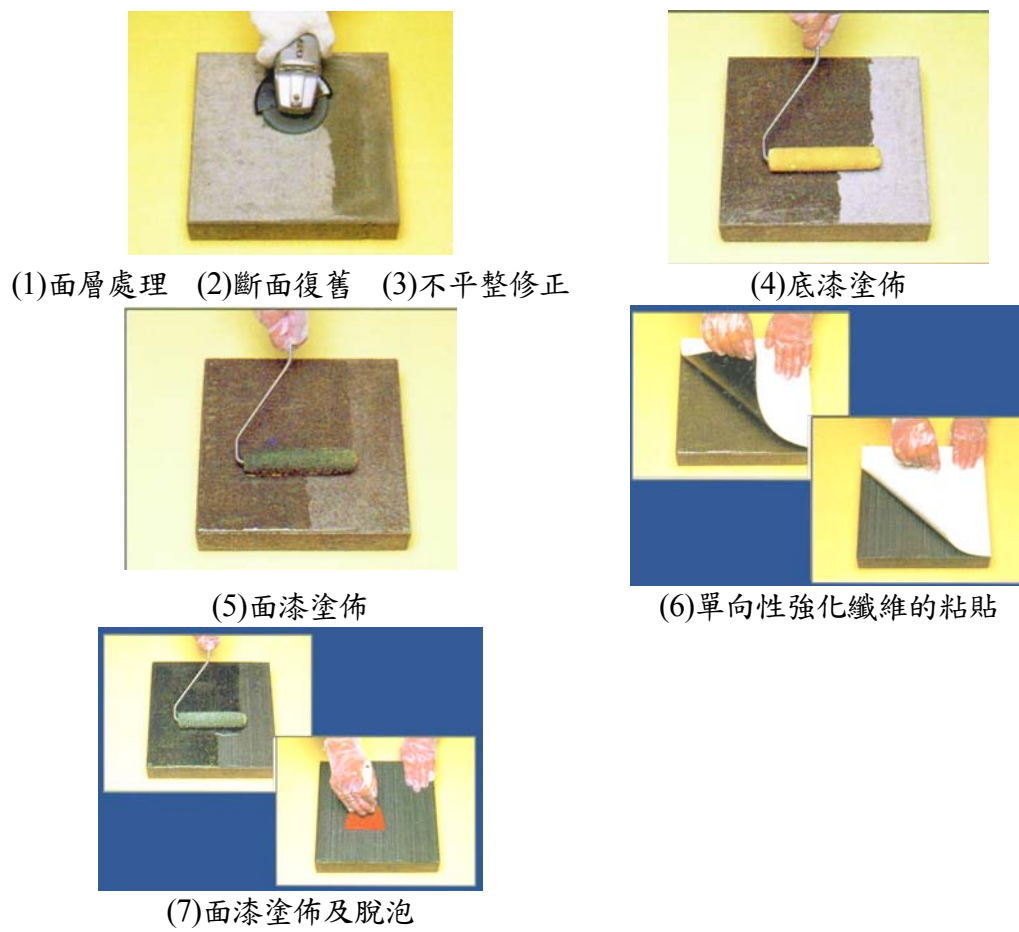 (1)面層處理 (2)斷面復舊 (3)不平整修正
(4)底漆塗佈
(5)面漆塗佈
(6)單向性強化纖維的粘貼
(7)面漆塗佈及脫泡